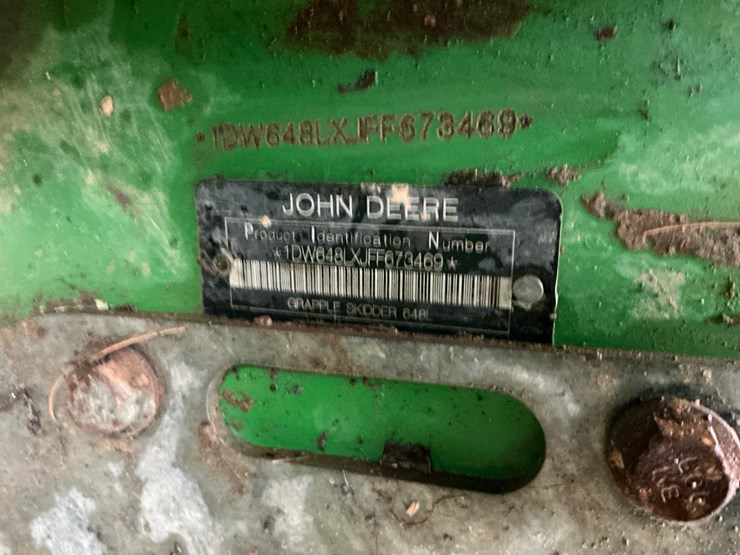 *1DW648LXJFF673469*
JOHN DEERE
Product Identification Number
*1DW648LXJFF673469*
GRAPPLE SKIDDER 648L